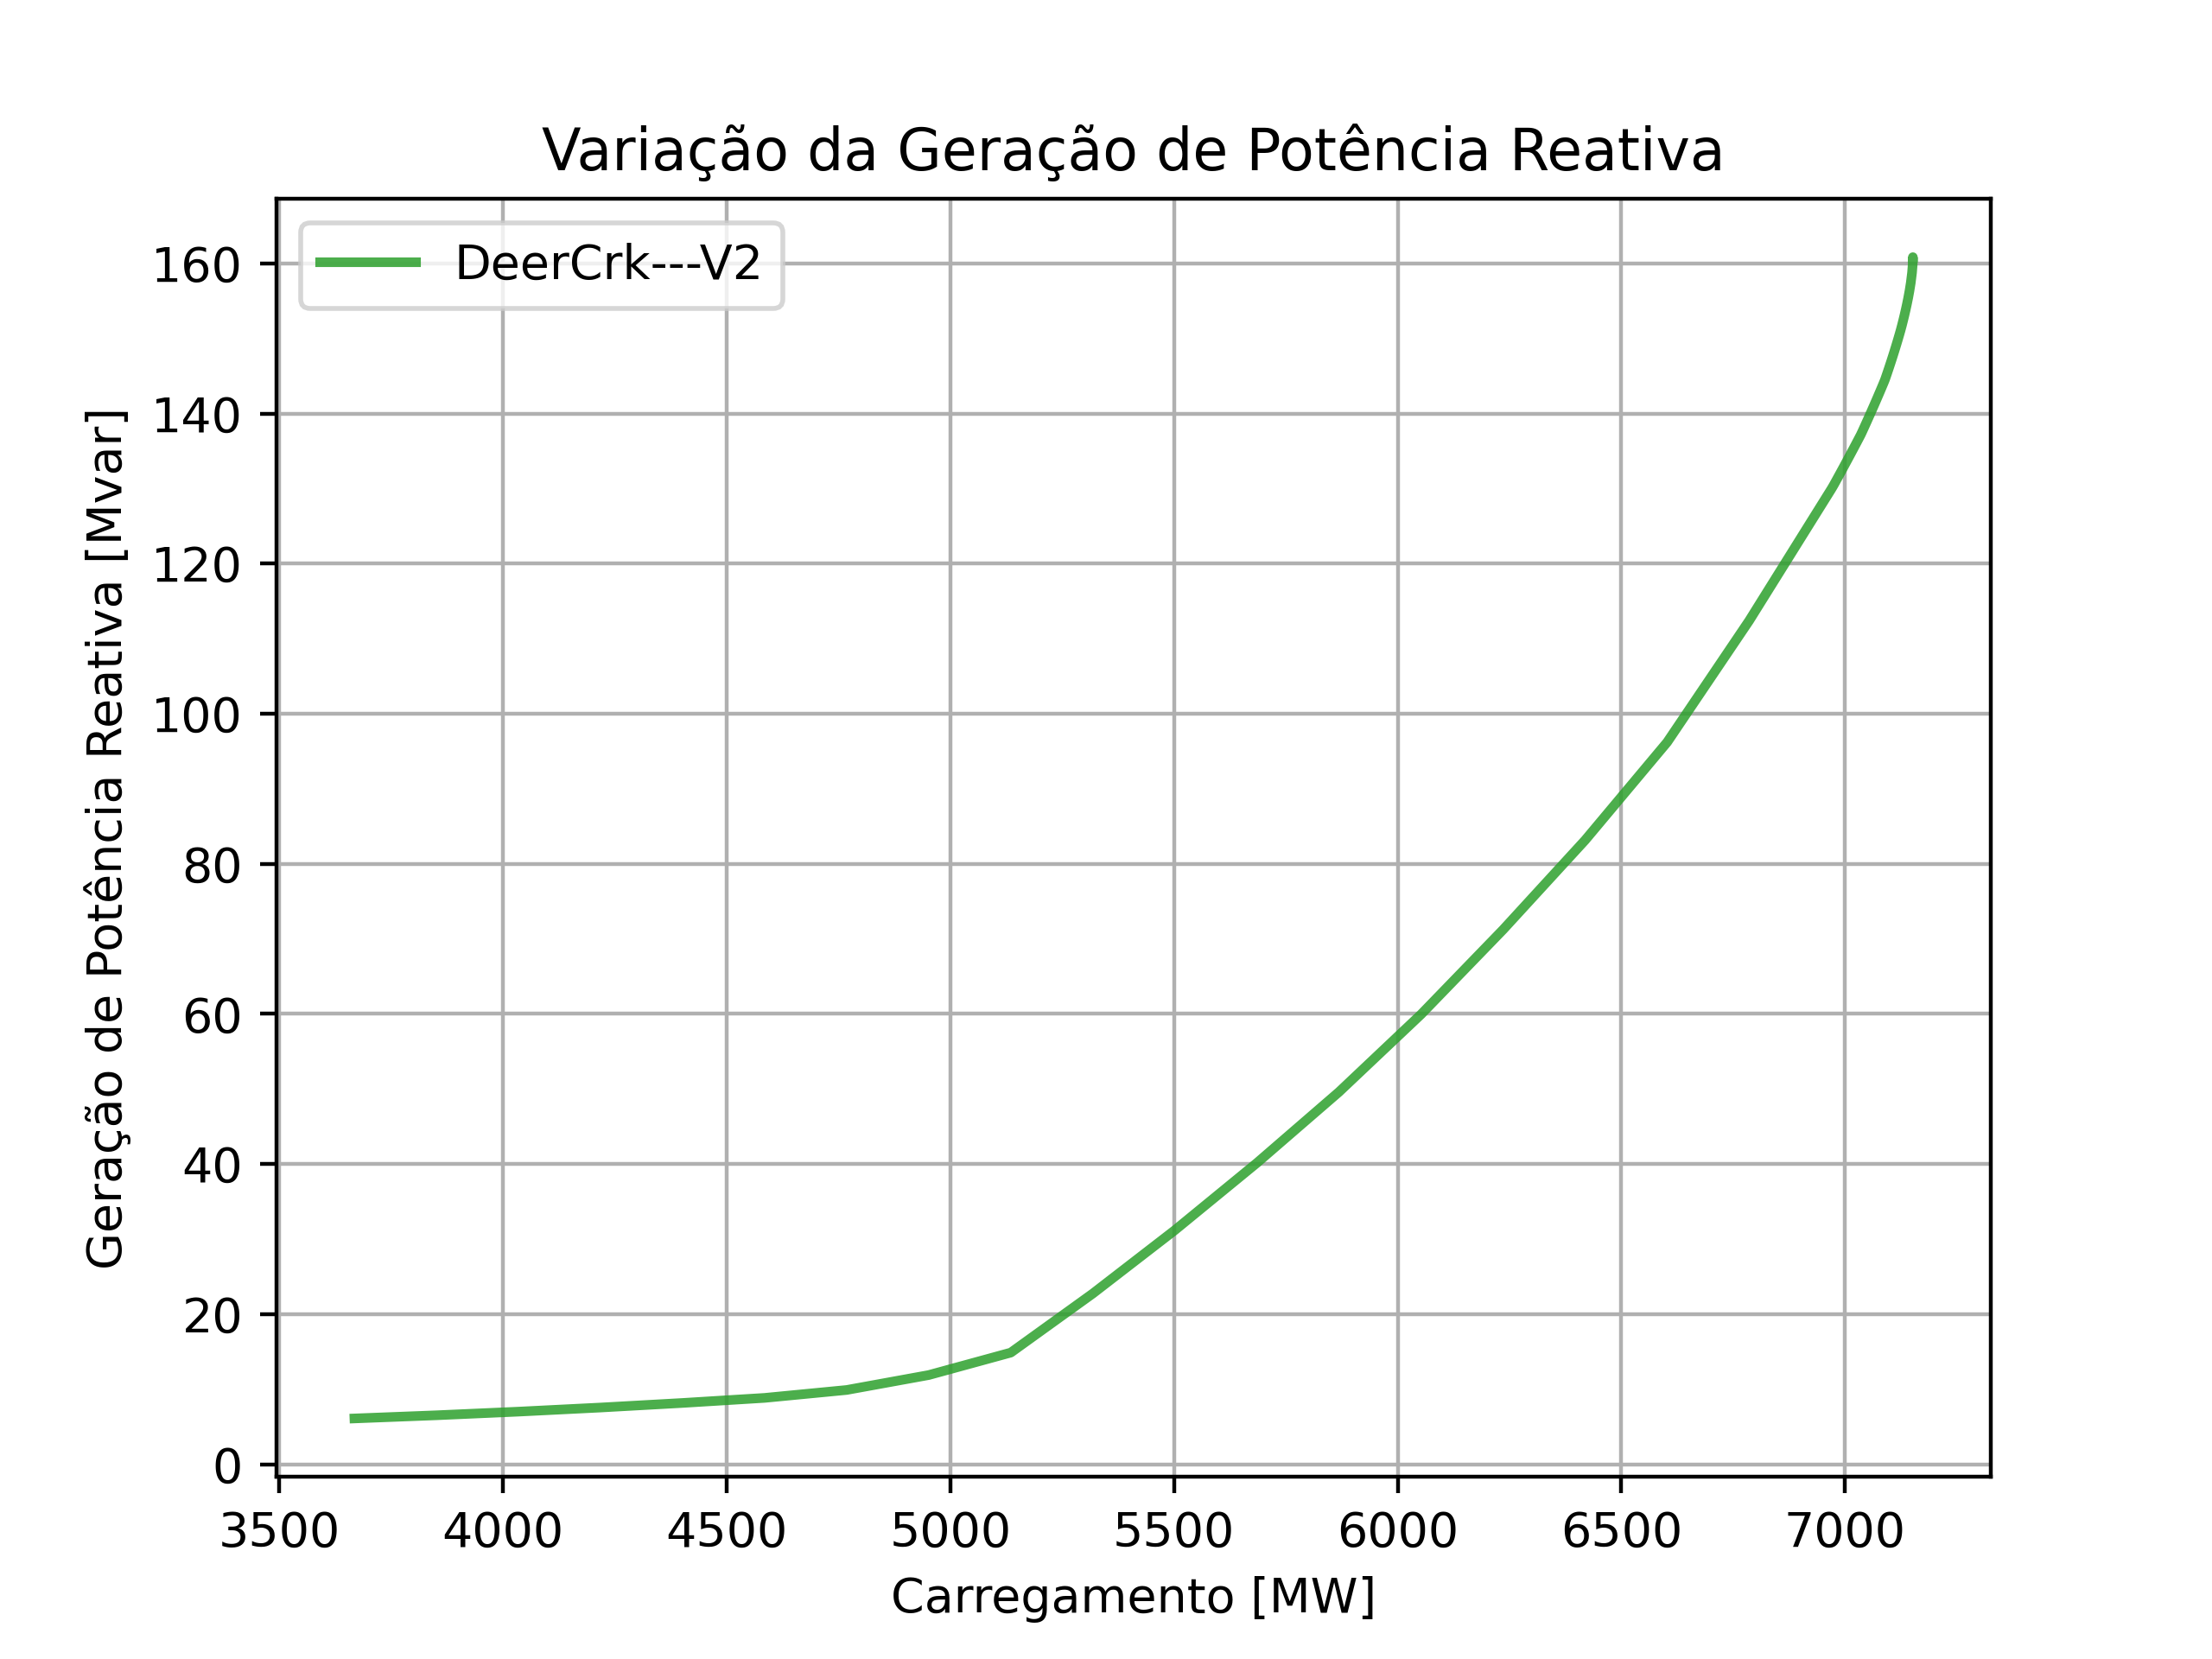 Variação da Geração de Potência Reativa
DeerCrk---V2
Geração de Potência Reativa [Mvar]
160
140
120
100
80
60
40
20
0
3500 4000 4500 5000 5500 6000 6500 7000
Carregamento [MW]